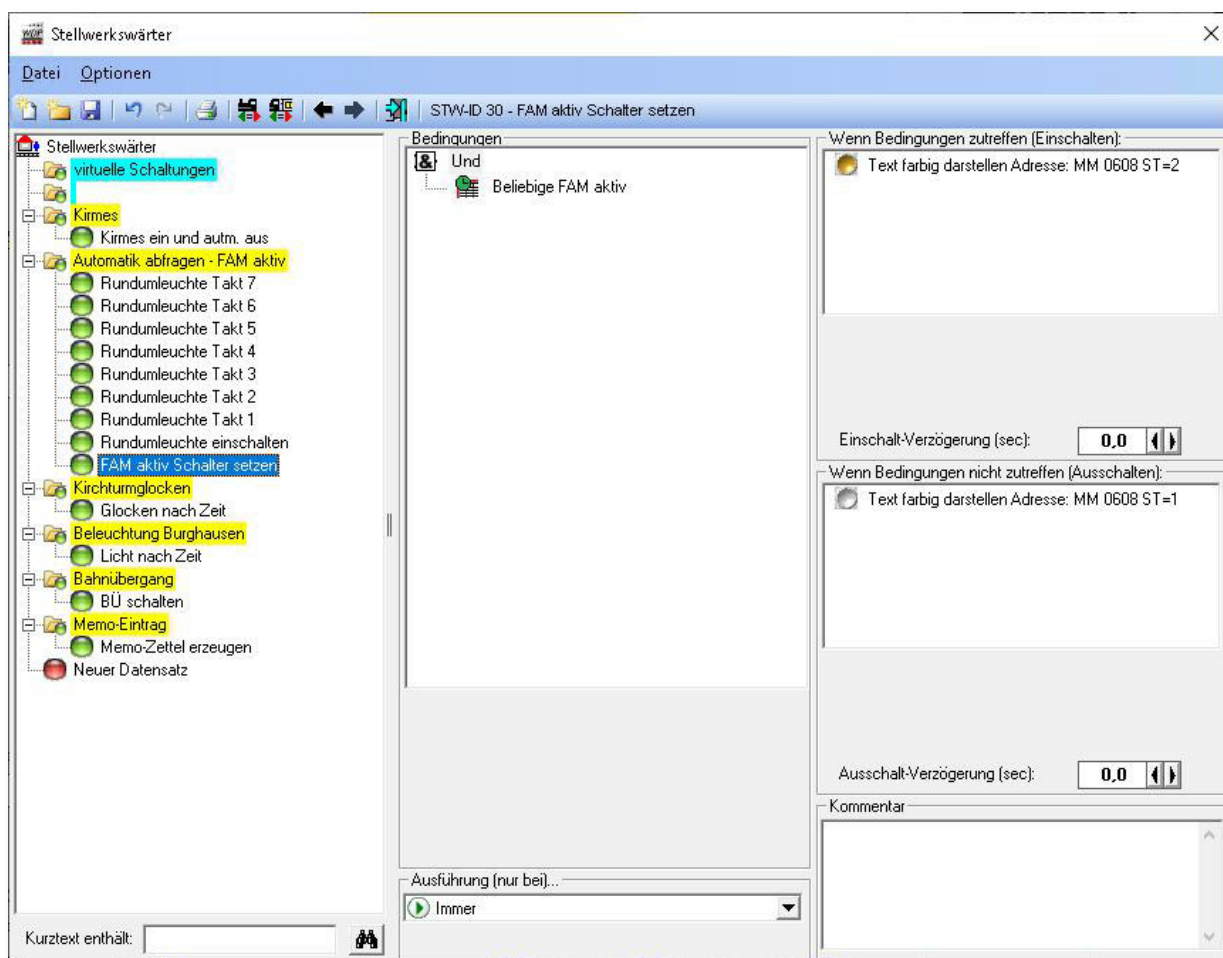 Stellwerkswärter
Datei Optionen
STW-ID 30 - FAM aktiv Schalter setzen
Stellwerkswärter
virtuelle Schaltungen
Kirmes
Kirmes ein und autm. aus
Automatik abfragen - FAM aktiv
Rundumleuchte Takt 7
Rundumleuchte Takt 6
Rundumleuchte Takt 5
Rundumleuchte Takt 4
Rundumleuchte Takt 3
Rundumleuchte Takt 2
Rundumleuchte Takt 1
Rundumleuchte einschalten
FAM aktiv Schalter setzen
Kirchturmglocken
Glocken nach Zeit
Beleuchtung Burghausen
Licht nach Zeit
Bahnübergang
BÜ schalten
Memo-Eintrag
Memo-Zettel erzeugen
Neuer Datensatz
Kurztext enthält:
Bedingungen
& Und
Beliebige FAM aktiv
Ausführung (nur bei)...
Immer
Wenn Bedingungen zutreffen (Einschalten):
Text farbig darstellen Adresse: MM 0608 ST=2
Einschalt-Verzögerung (sec): 0,0
Wenn Bedingungen nicht zutreffen (Ausschalten):
Text farbig darstellen Adresse: MM 0608 ST=1
Ausschalt-Verzögerung (sec): 0,0
Kommentar